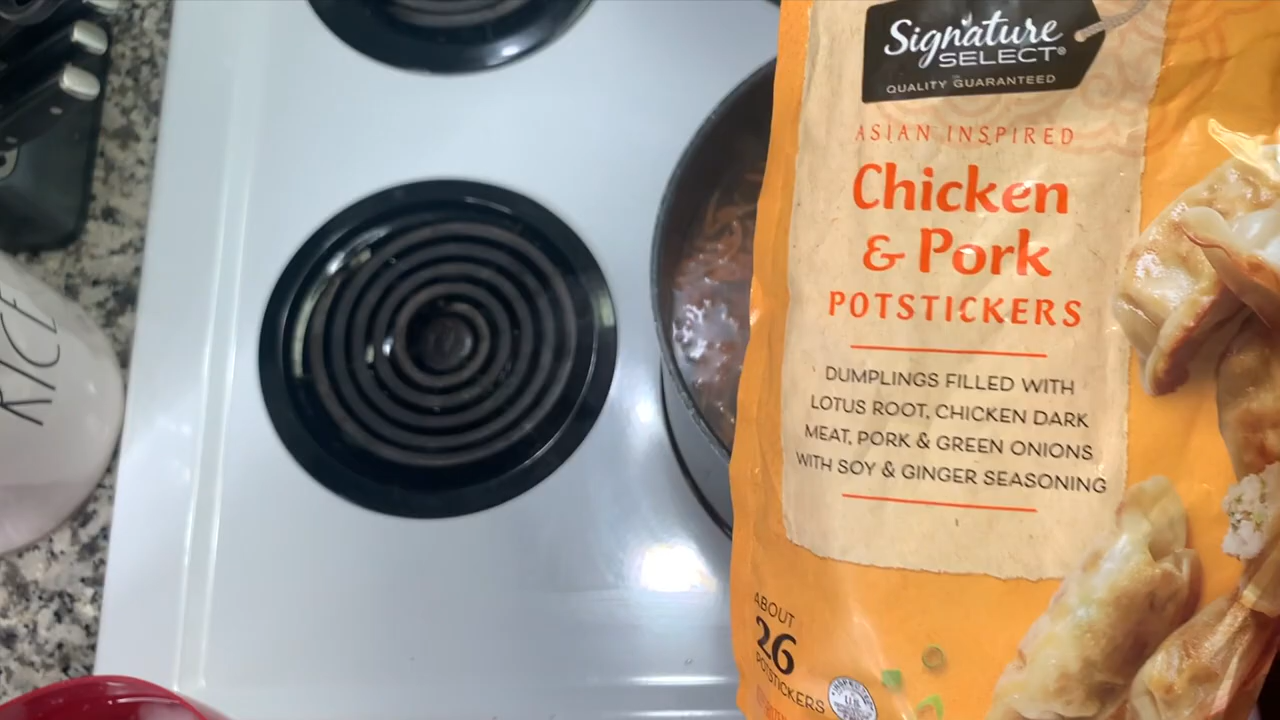 Signature
SELECT®
QUALITY GUARANTEED
ASIAN INSPIRED
Chicken
& Pork
POTSTICKERS
DUMPLINGS FILLED WITH
LOTUS ROOT, CHICKEN DARK
MEAT, PORK & GREEN ONIONS
WITH SOY & GINGER SEASONING
ABOUT
26
POTSTICKERS
RICE